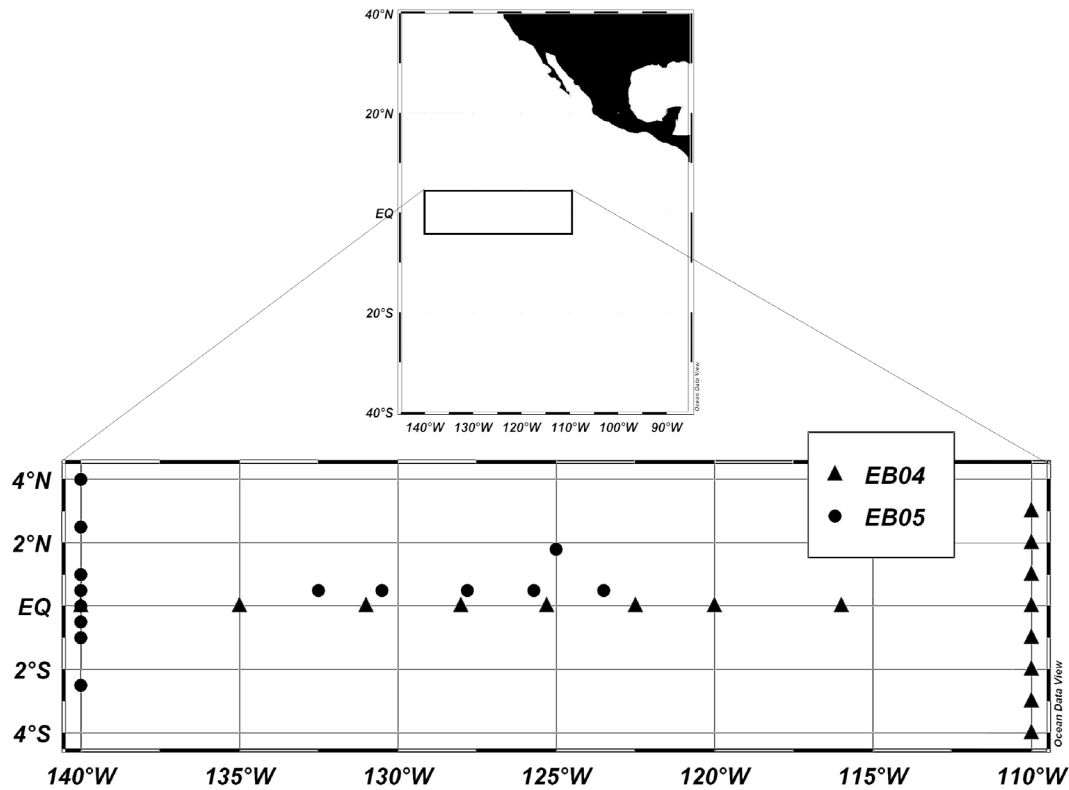 40°N
20°N
EQ
20°S
40°S
140°W 130°W 120°W 110°W 100°W 90°W
Ocean Data View
EB04
EB05
4°N
2°N
EQ
2°S
4°S
140°W 135°W 130°W 125°W 120°W 115°W 110°W
Ocean Data View